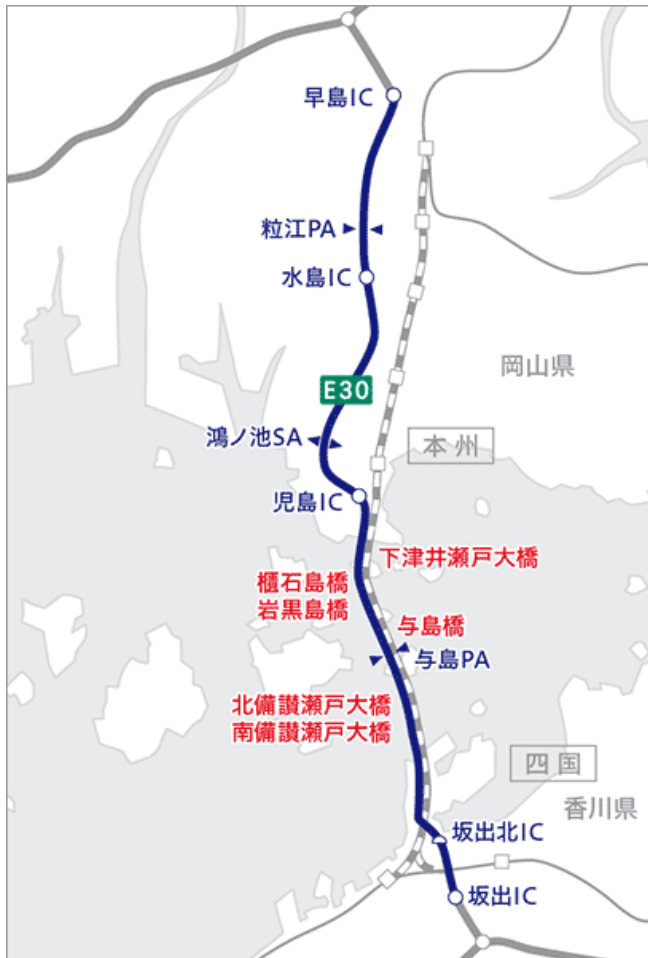 早島IC
粒江PA
水島IC
岡山県
E30
鴻ノ池SA
本州
児島IC
下津井瀬戸大橋
櫃石島橋
岩黒島橋
与島橋
与島PA
北備讃瀬戸大橋
南備讃瀬戸大橋
四国
香川県
坂出北IC
坂出IC